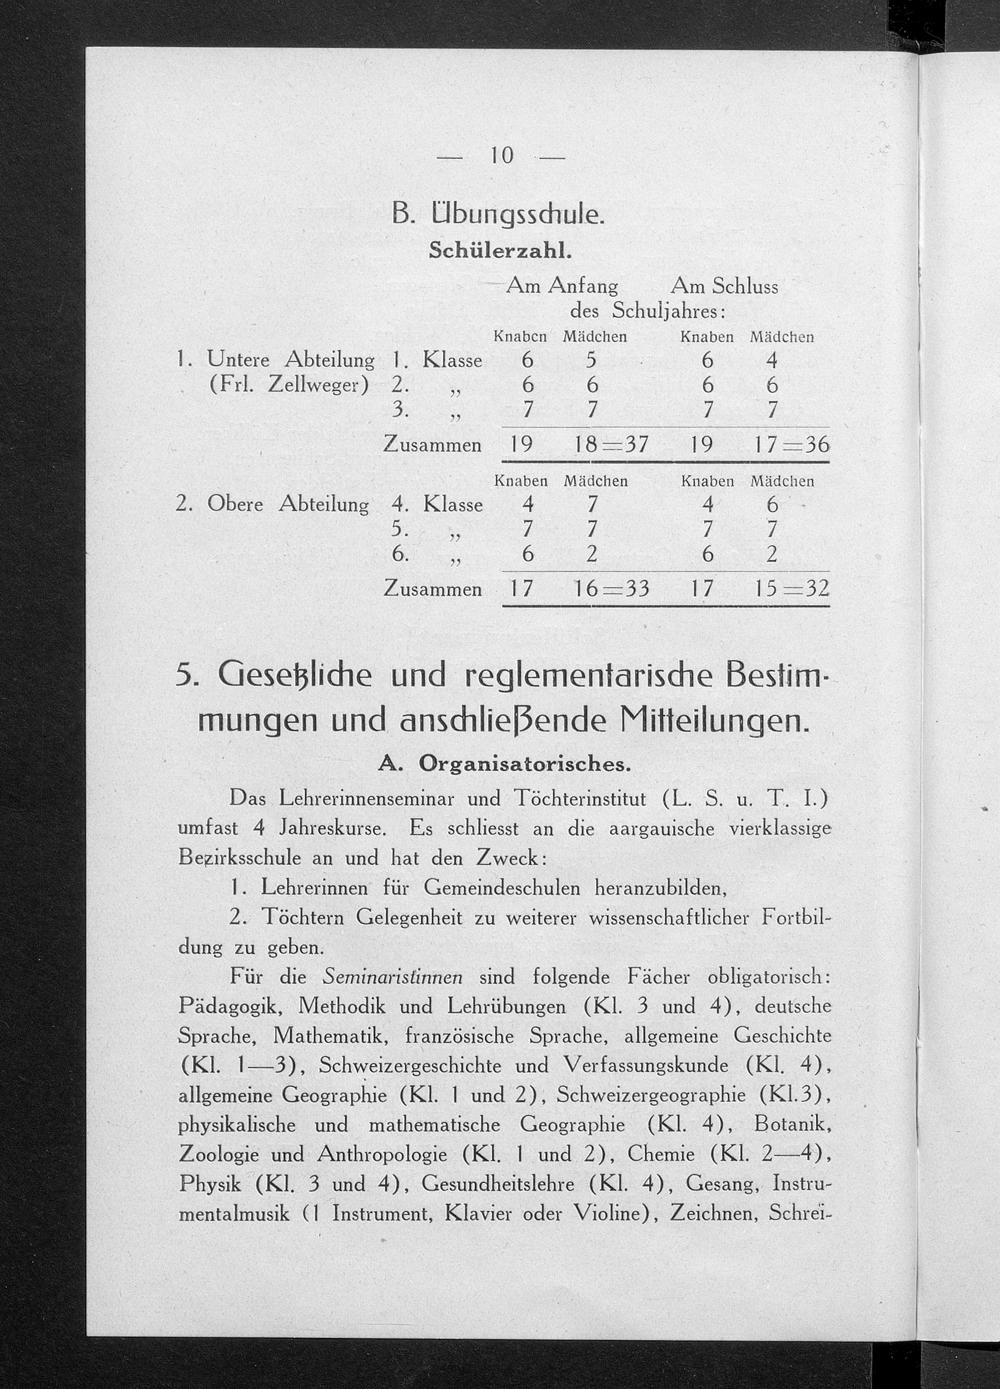 — 10 —
B. Übungsschule.
Schülerzahl.
Am Anfang Am Schluss
des Schuljahres:
Knaben Mädchen Knaben Mädchen
1. Untere Abteilung 1. Klasse 6 5 6 4
(Frl. Zellweger) 2. „ 6 6 6 6
3. „ 7 7 7 7
Zusammen 19 18=37 19 17=36
Knaben Mädchen Knaben Mädchen
2. Obere Abteilung 4. Klasse 4 7 4 6
5. „ 7 7 7 7
6. „ 6 2 6 2
Zusammen 17 16=33 17 15=32
5. Gesetzliche und reglementarische Bestim-
mungen und anschließende Mitteilungen.
A. Organisatorisches.
Das Lehrerinnenseminar und Töchterinstitut (L. S. u. T. I.)
umfast 4 Jahreskurse. Es schliesst an die aargauische vierklassige
Bezirksschule an und hat den Zweck:
1. Lehrerinnen für Gemeindeschulen heranzubilden,
2. Töchtern Gelegenheit zu weiterer wissenschaftlicher Fortbil-
dung zu geben.
Für die Seminaristinnen sind folgende Fächer obligatorisch:
Pädagogik, Methodik und Lehrübungen (Kl. 3 und 4), deutsche
Sprache, Mathematik, französische Sprache, allgemeine Geschichte
(Kl. 1—3), Schweizergeschichte und Verfassungskunde (Kl. 4),
allgemeine Geographie (Kl. 1 und 2), Schweizergeographie (Kl.3),
physikalische und mathematische Geographie (Kl. 4), Botanik,
Zoologie und Anthropologie (Kl. 1 und 2), Chemie (Kl. 2—4),
Physik (Kl. 3 und 4), Gesundheitslehre (Kl. 4), Gesang, Instru-
mentalmusik (1 Instrument, Klavier oder Violine), Zeichnen, Schrei-